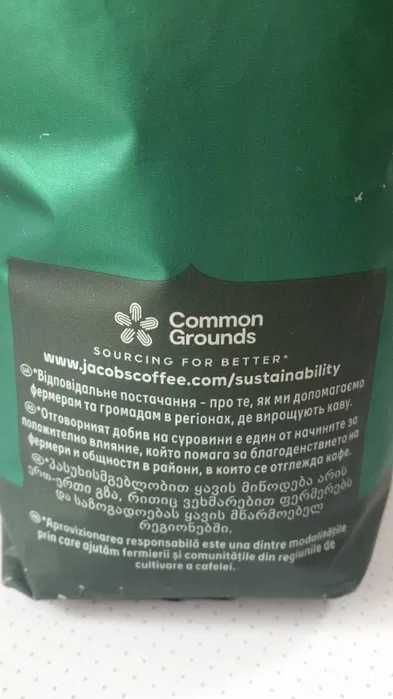 Common
Grounds
SOURCING FOR BETTER*
www.jacobscoffee.com/sustainability
UA *Відповідальне постачання - про те, як ми допомагаємо
фермерам та громадам в регіонах, де вирощують каву.
BG *Отговорният добив на суровини е един от начините за
положително влияние, който помага за благоденствието на
фермери и общности в райони, в които се отглежда кафе.
*პასუხისმგებლობით ყავის მიწოდება არის
ერთ-ერთი გზა, რითიც ვეხმარებით ფერმერებს
და საზოგადოებას ყავის მწარმოებელ
რეგიონებში.
RO *Aprovizionarea responsabilă este una dintre modalitățile
prin care ajutăm fermierii și comunitățile din regiunile de
cultivare a cafelei.